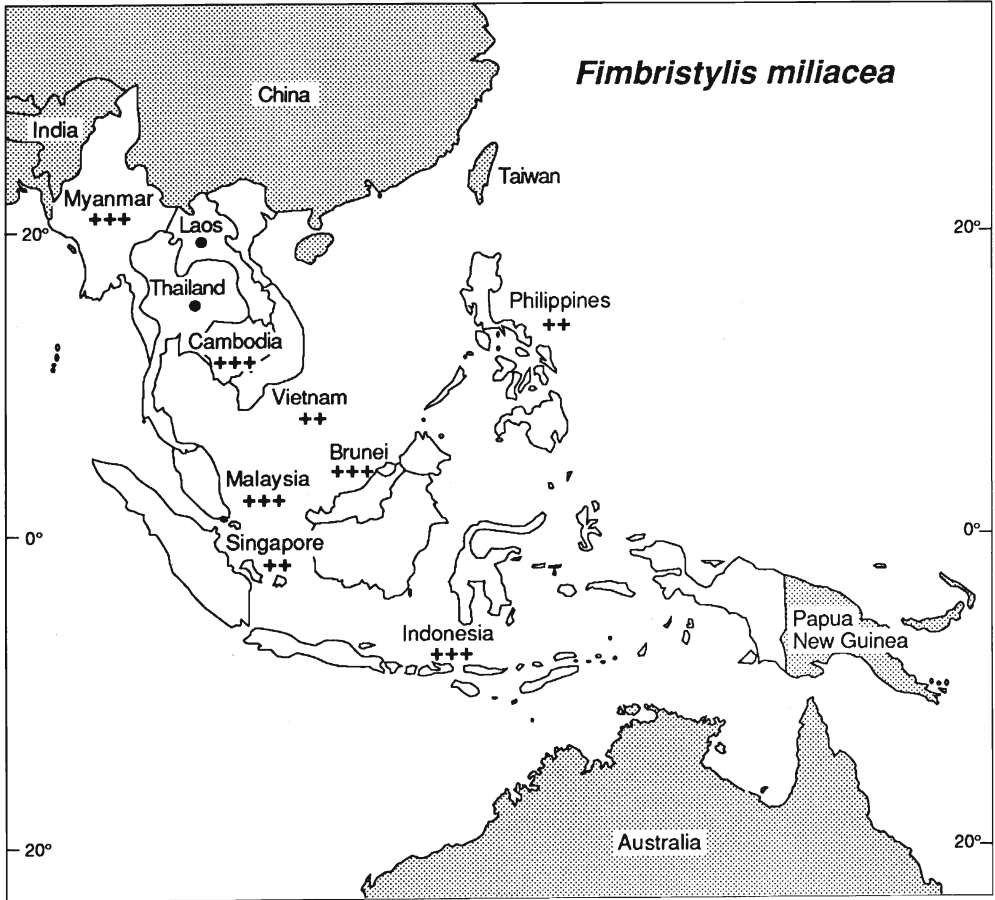 Fimbristylis miliacea
China
India
Taiwan
Myanmar
+++
Laos
20°
20°
Thailand
Philippines
++
Cambodia
+++
Vietnam
++
Brunei
+++
Malaysia
+++
0°
0°
Singapore
++
Indonesia
+++
Papua
New Guinea
Australia
20°
20°